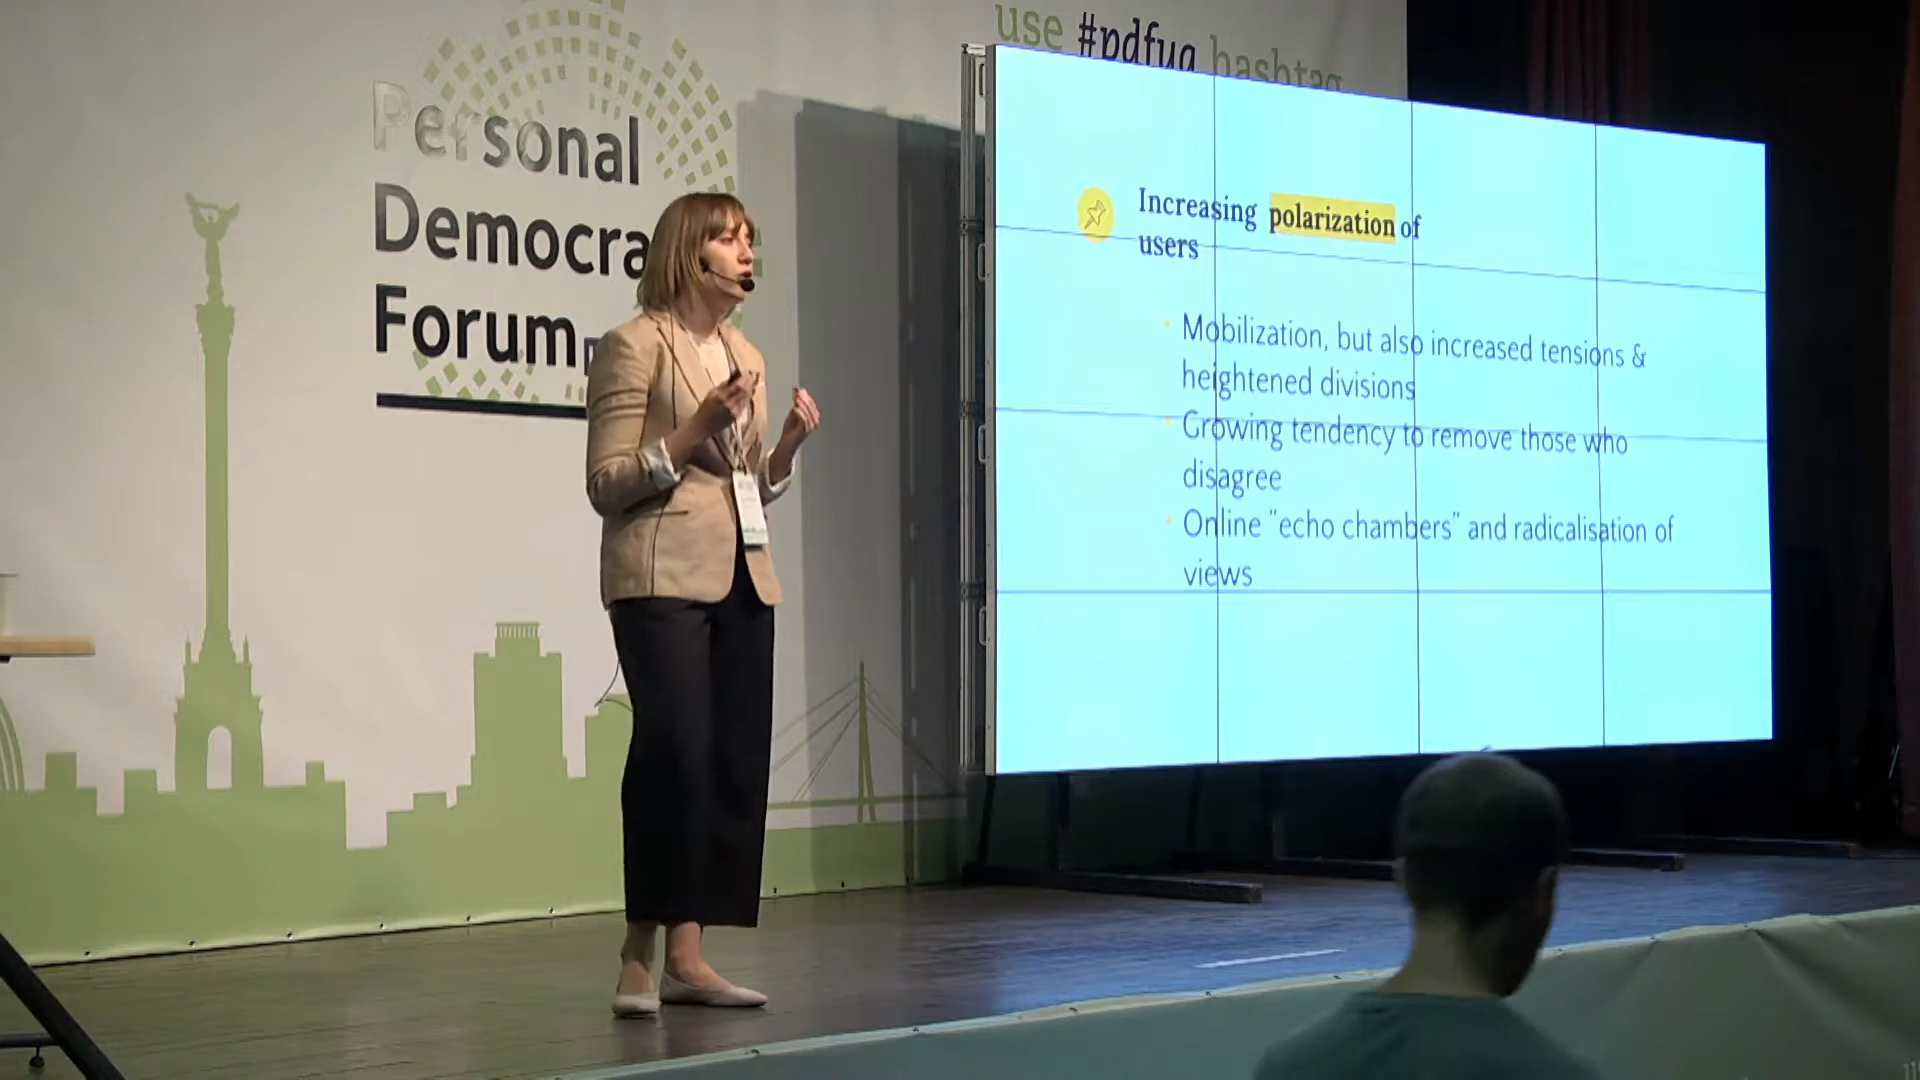 use #pdfua hashtag
Personal
Democra
Forum
Increasing polarization of
users
Mobilization, but also increased tensions &
heightened divisions
Growing tendency to remove those who
disagree
Online "echo chambers" and radicalisation of
views